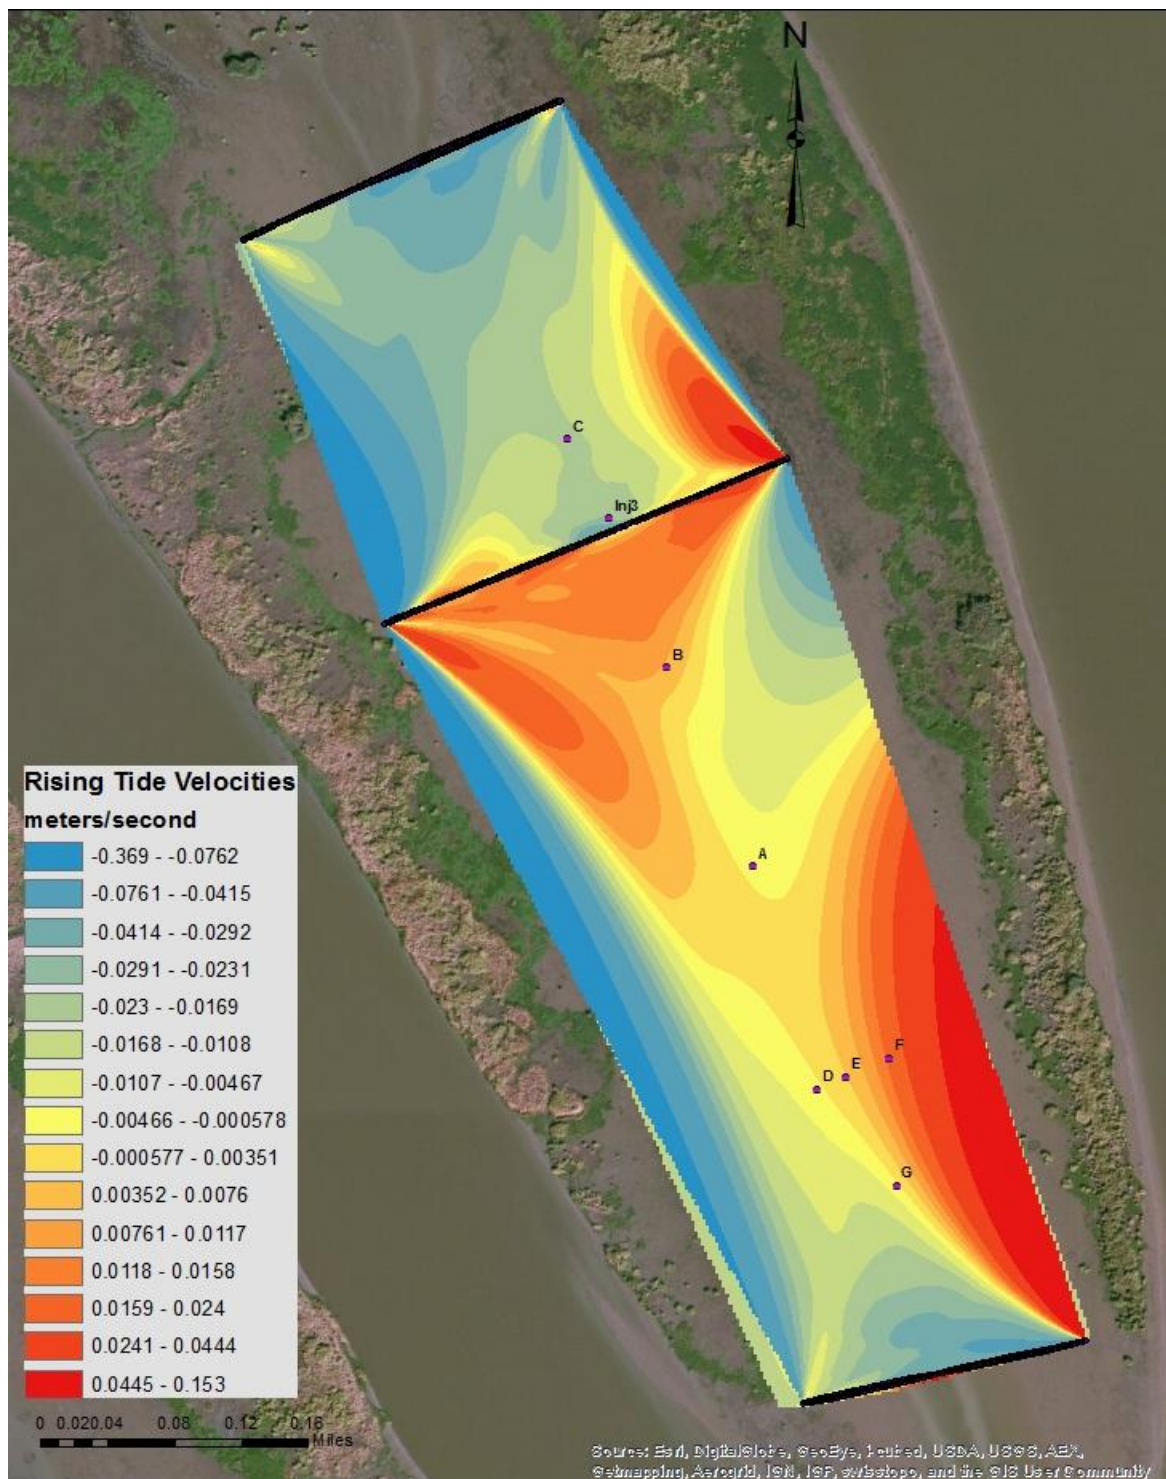 N
C
Inj3
B
A
F
E
D
G
Rising Tide Velocities
meters/second
-0.369 - -0.0762
-0.0761 - -0.0415
-0.0414 - -0.0292
-0.0291 - -0.0231
-0.023 - -0.0169
-0.0168 - -0.0108
-0.0107 - -0.00467
-0.00466 - -0.000578
-0.000577 - 0.00351
0.00352 - 0.0076
0.00761 - 0.0117
0.0118 - 0.0158
0.0159 - 0.024
0.0241 - 0.0444
0.0445 - 0.153
0 0.020.04 0.08 0.12 0.16
Miles
Source: Esri, DigitalGlobe, GeoEye, i-cubed, USDA, USGS, AEX,
Getmapping, Aerogrid, IGN, IGP, swisstopo, and the GIS User Community